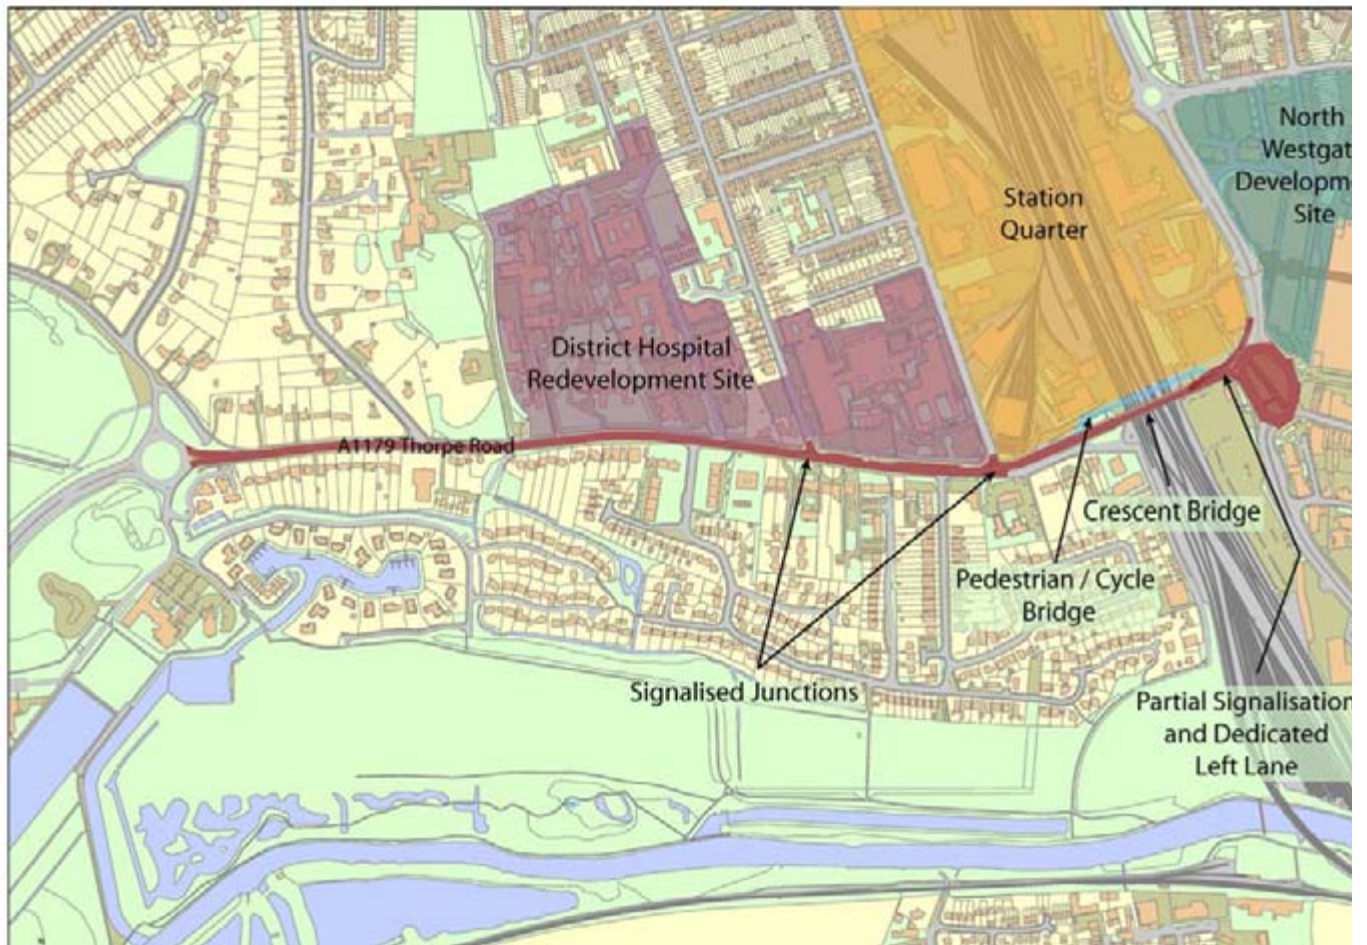 North
Westgat
Developm
Site
Station
Quarter
District Hospital
Redevelopment Site
A1179 Thorpe Road
Crescent Bridge
Pedestrian / Cycle
Bridge
Signalised Junctions
Partial Signalisation
and Dedicated
Left Lane